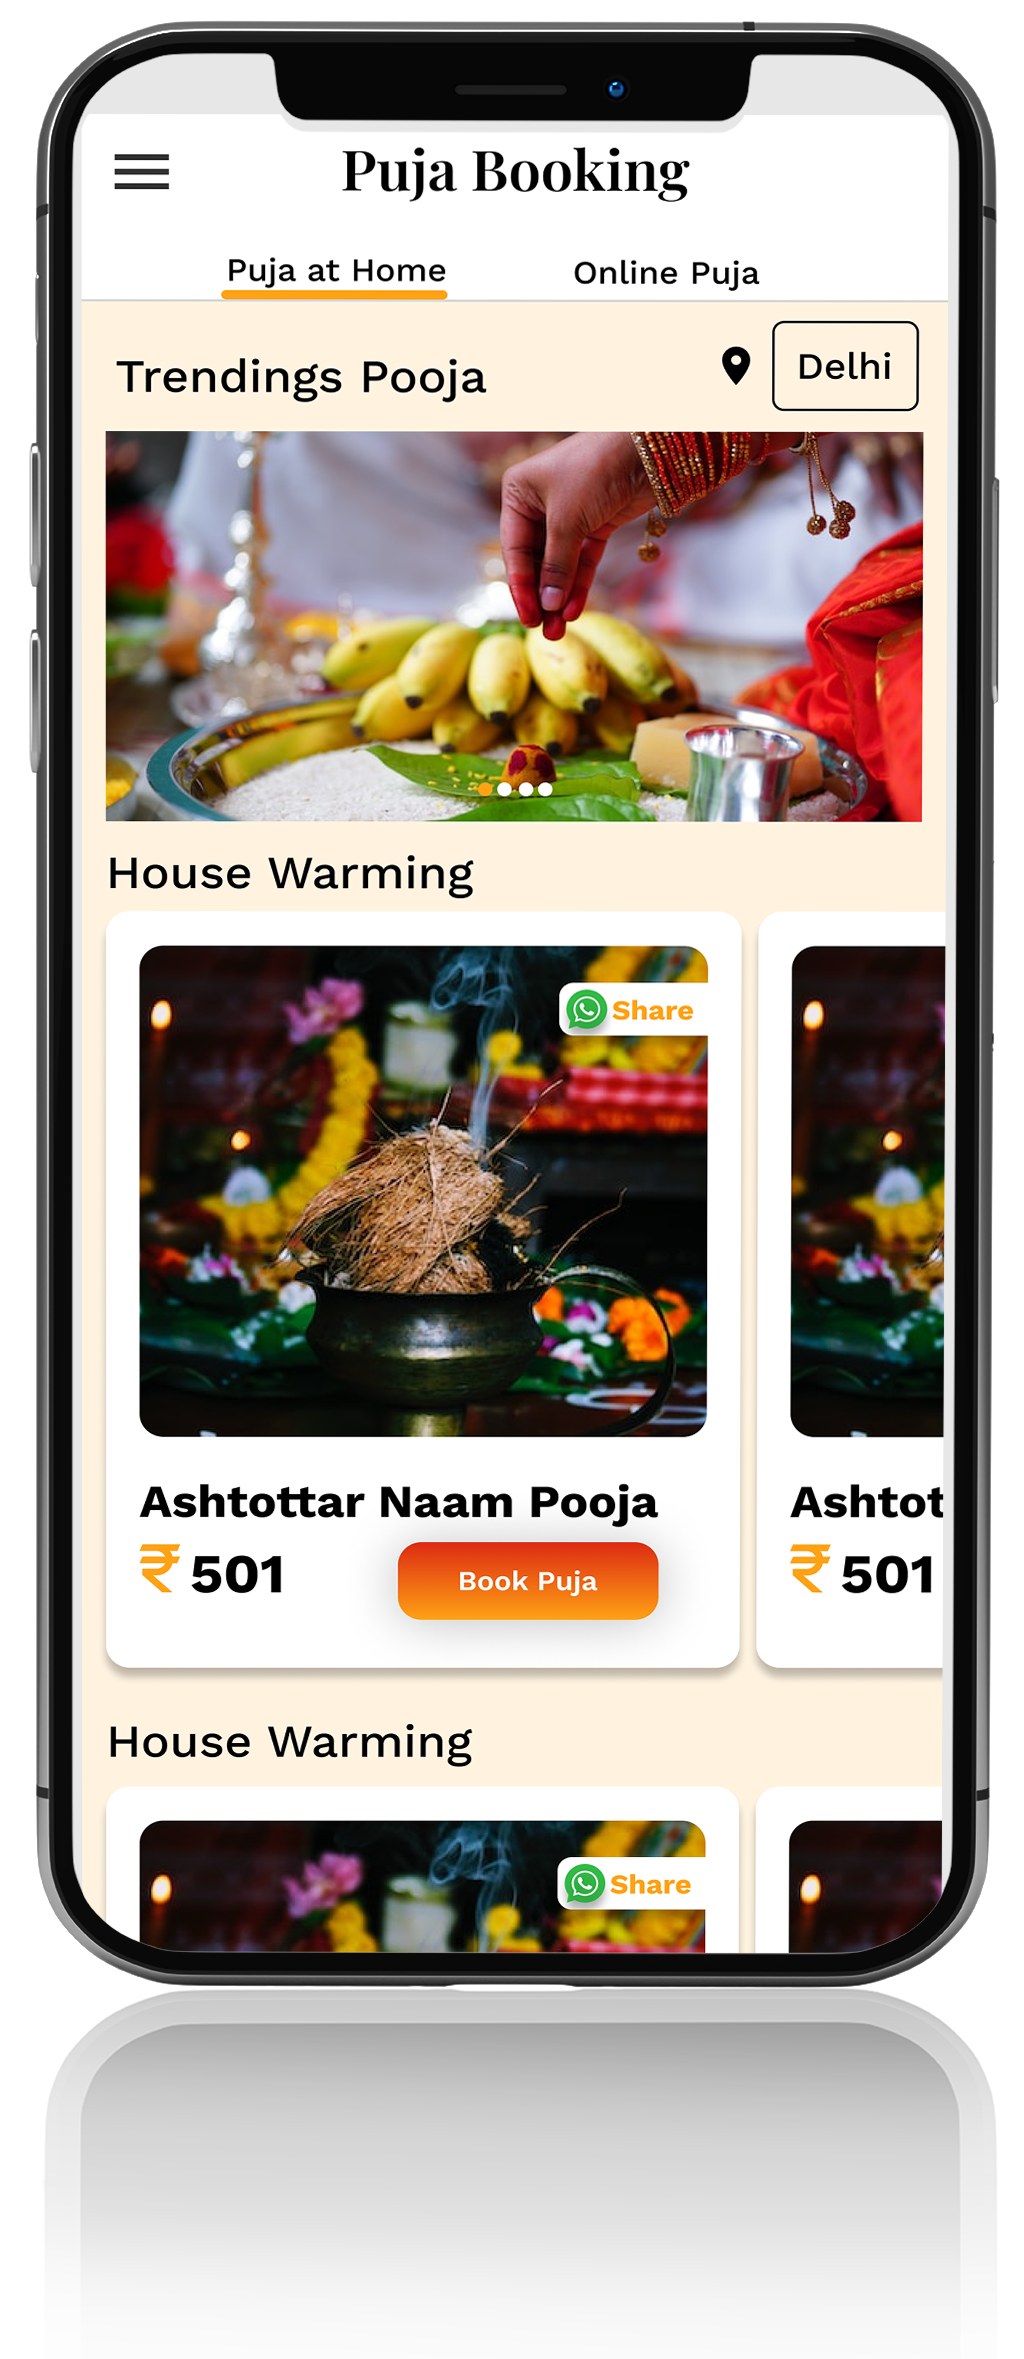 Puja Booking
Puja at Home
Online Puja
Trendings Pooja
Delhi
House Warming
Share
Ashtottar Naam Pooja
Ashtot
₹ 501
Book Puja
₹ 501
House Warming
Share